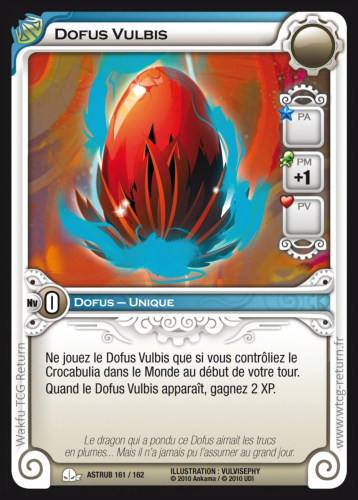 Dofus Vulbis
PA
PM
+1
PV
Nv 0
Dofus – Unique
Ne jouez le Dofus Vulbis que si vous contrôliez le
Crocabulia dans le Monde au début de votre tour.
Quand le Dofus Vulbis apparaît, gagnez 2 XP.
Le dragon qui a pondu ce Dofus aimait les trucs
en plumes... Mais il n'a jamais pu l'assumer au grand jour.
ASTRUB 161 / 162
ILLUSTRATION : VULVISEPHY
© 2010 Ankama / © 2010 UDI
Wakfu TCG Return
www.wtcg-return.fr